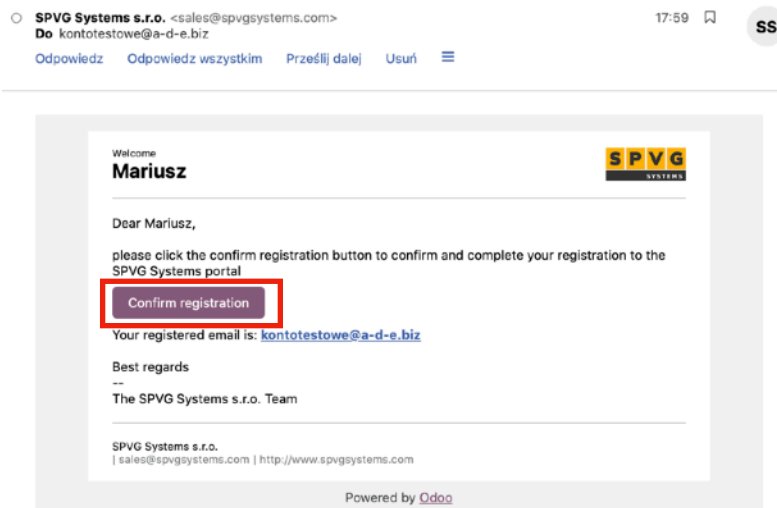 SPVG Systems s.r.o. <sales@spvgsystems.com> 17:59
SS
Do kontotestowe@a-d-e.biz
Odpowiedz Odpowiedz wszystkim Prześlij dalej Usuń
Welcome
Mariusz
SPVG
SYSTEMS
Dear Mariusz,
please click the confirm registration button to confirm and complete your registration to the
SPVG Systems portal
Confirm registration
Your registered email is: kontotestowe@a-d-e.biz
Best regards
--
The SPVG Systems s.r.o. Team
SPVG Systems s.r.o.
| sales@spvgsystems.com | http://www.spvgsystems.com
Powered by Odoo